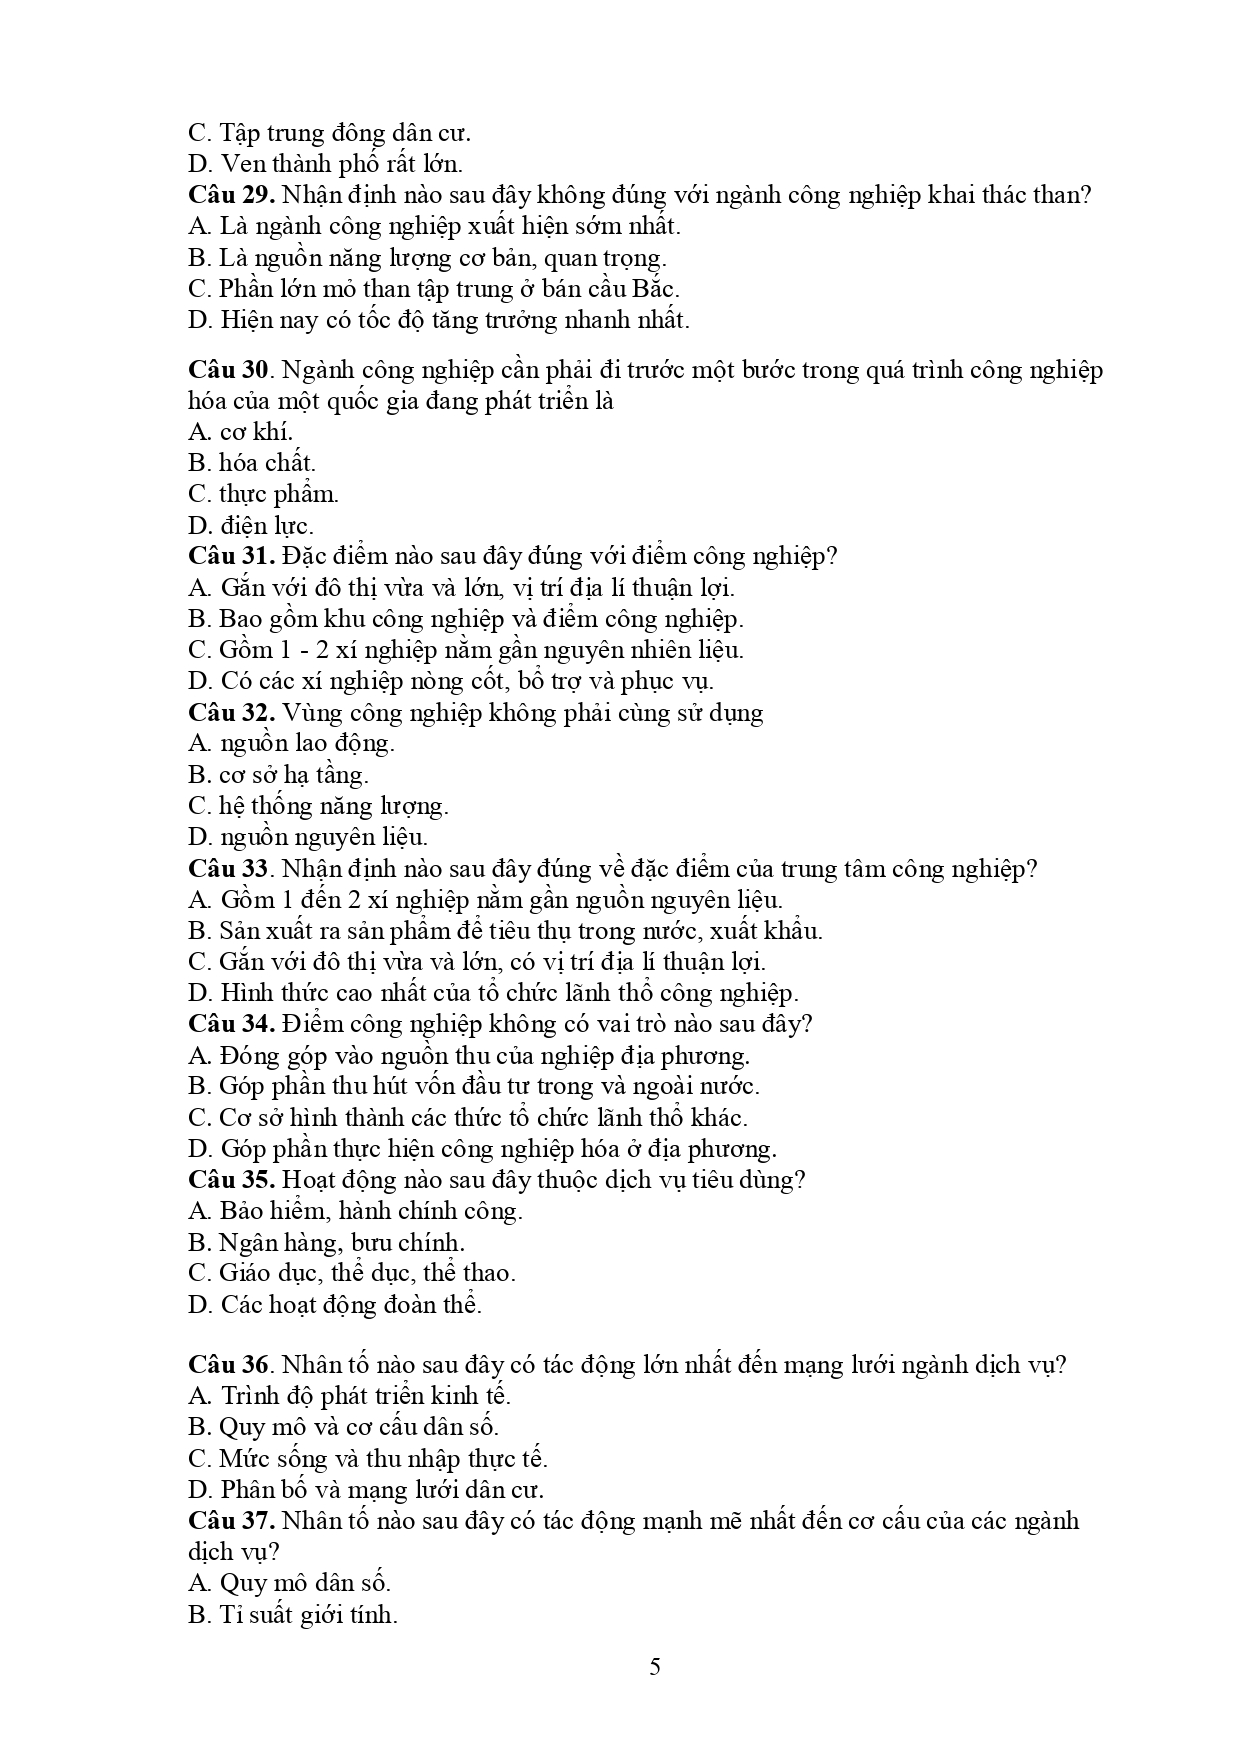 C. Tập trung đông dân cư.
D. Ven thành phố rất lớn.
Câu 29. Nhận định nào sau đây không đúng với ngành công nghiệp khai thác than?
A. Là ngành công nghiệp xuất hiện sớm nhất.
B. Là nguồn năng lượng cơ bản, quan trọng.
C. Phần lớn mỏ than tập trung ở bán cầu Bắc.
D. Hiện nay có tốc độ tăng trưởng nhanh nhất.
Câu 30. Ngành công nghiệp cần phải đi trước một bước trong quá trình công nghiệp
hóa của một quốc gia đang phát triển là
A. cơ khí.
B. hóa chất.
C. thực phẩm.
D. điện lực.
Câu 31. Đặc điểm nào sau đây đúng với điểm công nghiệp?
A. Gắn với đô thị vừa và lớn, vị trí địa lí thuận lợi.
B. Bao gồm khu công nghiệp và điểm công nghiệp.
C. Gồm 1 - 2 xí nghiệp nằm gần nguyên nhiên liệu.
D. Có các xí nghiệp nòng cốt, bổ trợ và phục vụ.
Câu 32. Vùng công nghiệp không phải cùng sử dụng
A. nguồn lao động.
B. cơ sở hạ tầng.
C. hệ thống năng lượng.
D. nguồn nguyên liệu.
Câu 33. Nhận định nào sau đây đúng về đặc điểm của trung tâm công nghiệp?
A. Gồm 1 đến 2 xí nghiệp nằm gần nguồn nguyên liệu.
B. Sản xuất ra sản phẩm để tiêu thụ trong nước, xuất khẩu.
C. Gắn với đô thị vừa và lớn, có vị trí địa lí thuận lợi.
D. Hình thức cao nhất của tổ chức lãnh thổ công nghiệp.
Câu 34. Điểm công nghiệp không có vai trò nào sau đây?
A. Đóng góp vào nguồn thu của nghiệp địa phương.
B. Góp phần thu hút vốn đầu tư trong và ngoài nước.
C. Cơ sở hình thành các thức tổ chức lãnh thổ khác.
D. Góp phần thực hiện công nghiệp hóa ở địa phương.
Câu 35. Hoạt động nào sau đây thuộc dịch vụ tiêu dùng?
A. Bảo hiểm, hành chính công.
B. Ngân hàng, bưu chính.
C. Giáo dục, thể dục, thể thao.
D. Các hoạt động đoàn thể.
Câu 36. Nhân tố nào sau đây có tác động lớn nhất đến mạng lưới ngành dịch vụ?
A. Trình độ phát triển kinh tế.
B. Quy mô và cơ cấu dân số.
C. Mức sống và thu nhập thực tế.
D. Phân bố và mạng lưới dân cư.
Câu 37. Nhân tố nào sau đây có tác động mạnh mẽ nhất đến cơ cấu của các ngành
dịch vụ?
A. Quy mô dân số.
B. Tỉ suất giới tính.
5